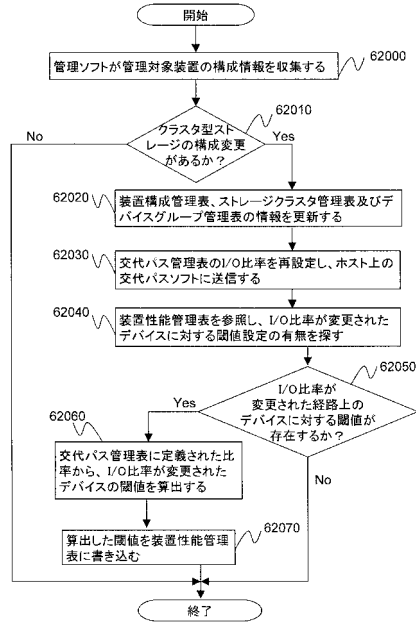 開始
62000
管理ソフトが管理対象装置の構成情報を収集する
62010
クラスタ型スト
レージの構成変更
があるか？
No
Yes
62020
装置構成管理表、ストレージクラスタ管理表及びデ
バイスグループ管理表の情報を更新する
62030
交代パス管理表のI/O比率を再設定し、ホスト上の
交代パスソフトに送信する
62040
装置性能管理表を参照し、I/O比率が変更された
デバイスに対する閾値設定の有無を探す
62050
I/O比率が
変更された経路上の
デバイスに対する閾値が
存在するか？
Yes
No
62060
交代パス管理表に定義された比
率から、I/O比率が変更された
デバイスの閾値を算出する
62070
算出した閾値を装置性能管理
表に書き込む
終了